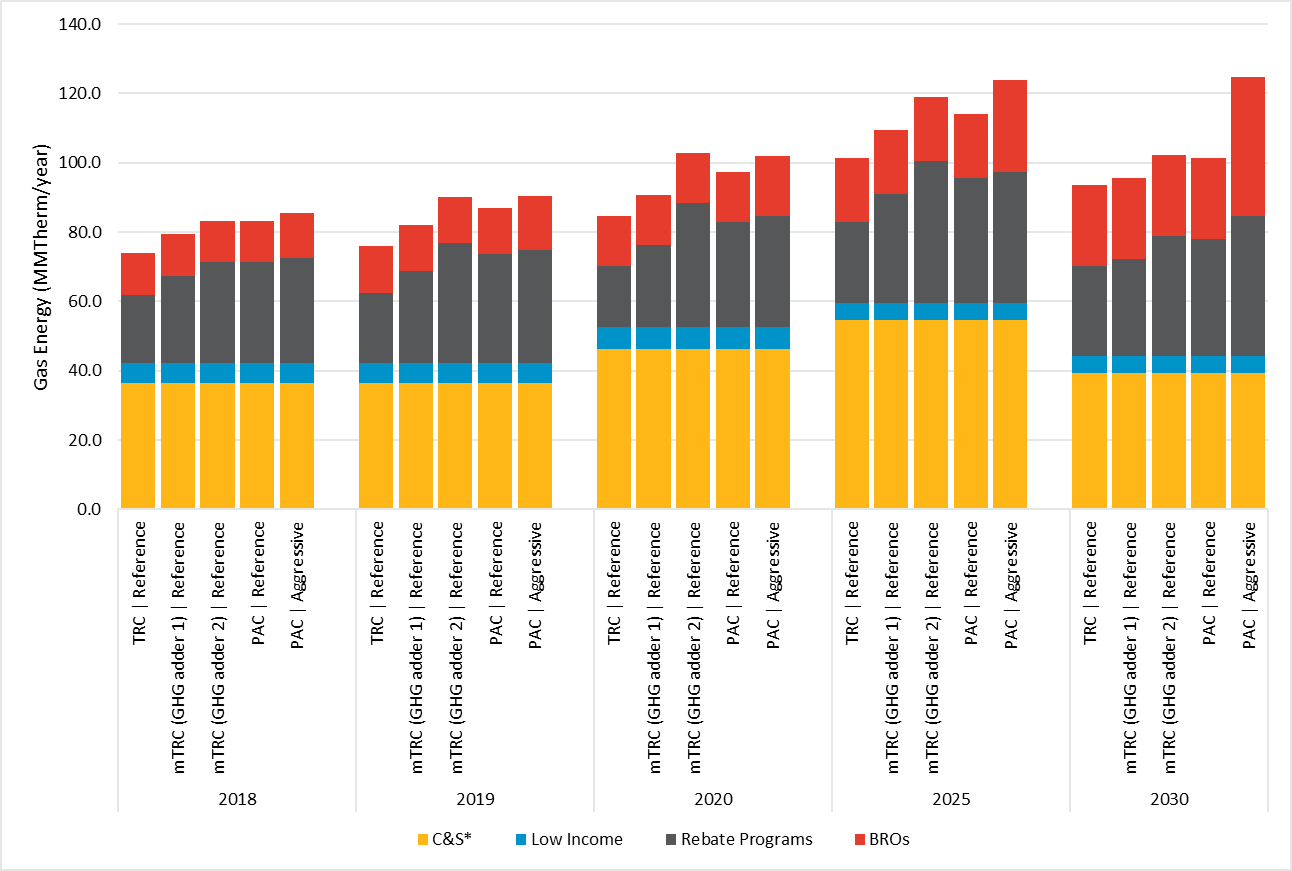 Gas Energy (MMTherm/year)
140.0
120.0
100.0
80.0
60.0
40.0
20.0
0.0
TRC | Reference
mTRC (GHG adder 1) | Reference
mTRC (GHG adder 2) | Reference
PAC | Reference
PAC | Aggressive
TRC | Reference
mTRC (GHG adder 1) | Reference
mTRC (GHG adder 2) | Reference
PAC | Reference
PAC | Aggressive
TRC | Reference
mTRC (GHG adder 1) | Reference
mTRC (GHG adder 2) | Reference
PAC | Reference
PAC | Aggressive
TRC | Reference
mTRC (GHG adder 1) | Reference
mTRC (GHG adder 2) | Reference
PAC | Reference
PAC | Aggressive
TRC | Reference
mTRC (GHG adder 1) | Reference
mTRC (GHG adder 2) | Reference
PAC | Reference
PAC | Aggressive
2018 2019 2020 2025 2030
C&S* Low Income Rebate Programs BROs